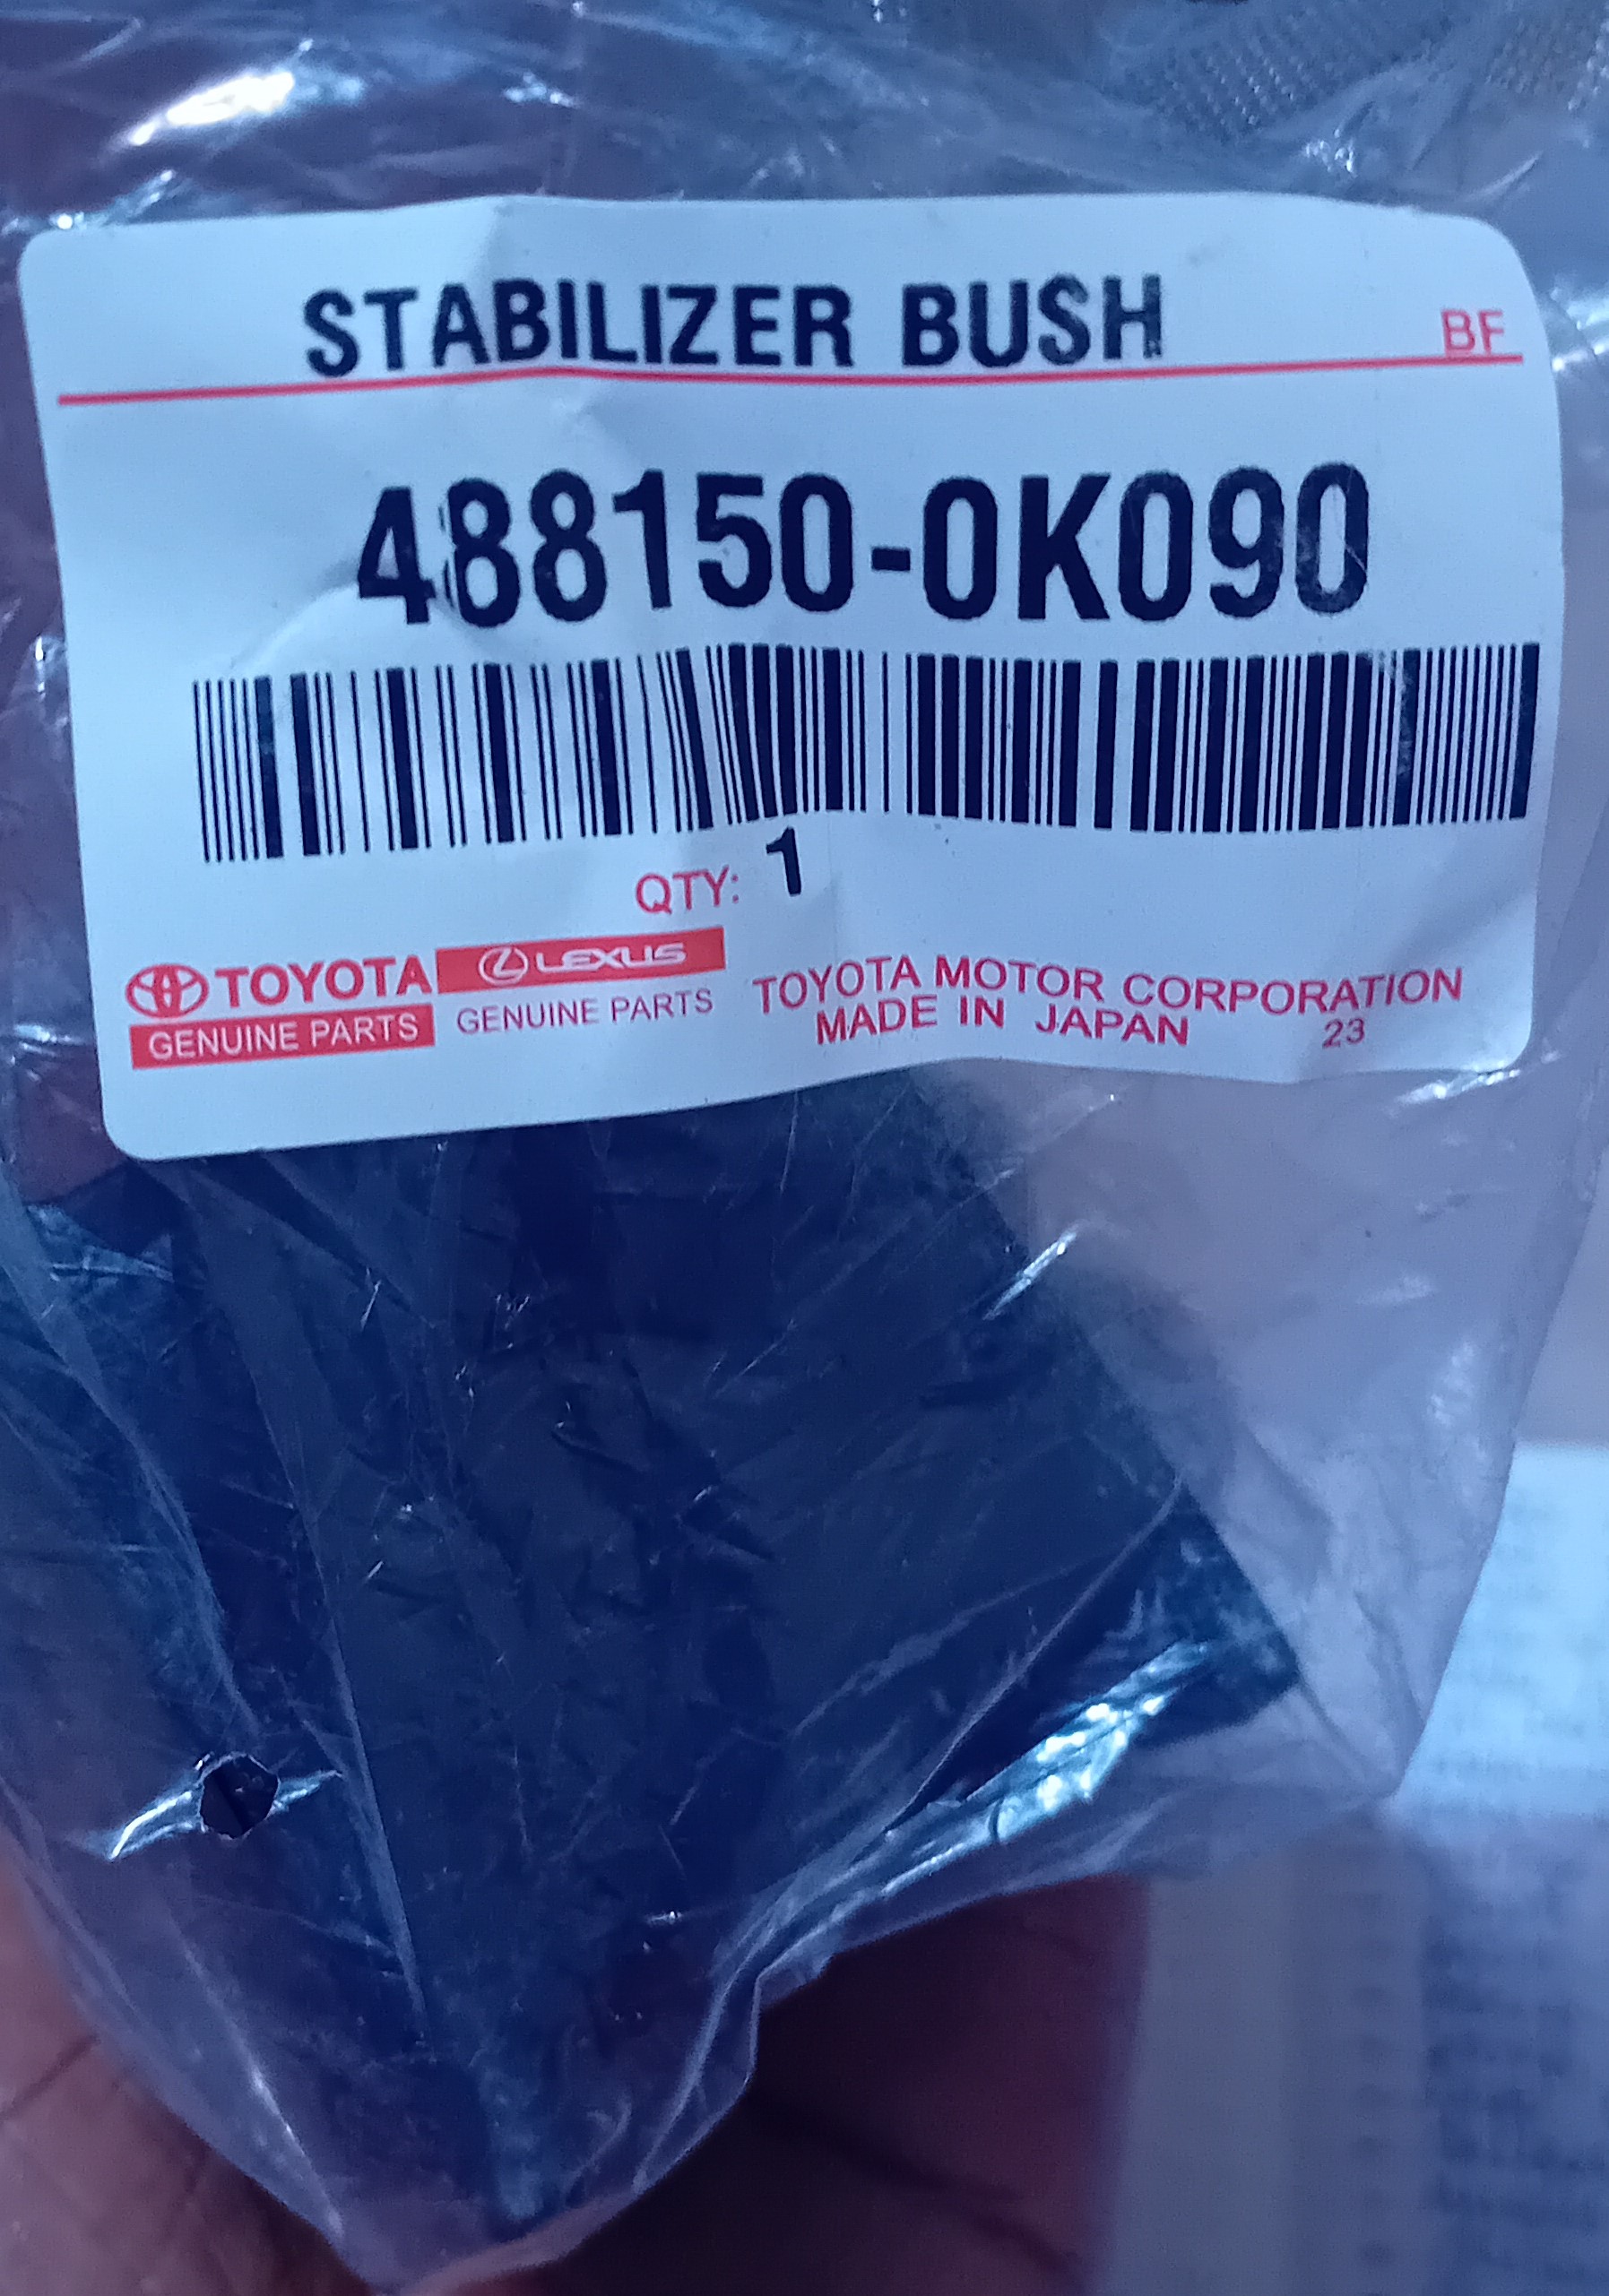 STABILIZER BUSH BF
488150-0K090
QTY: 1
TOYOTA LEXUS
GENUINE PARTS GENUINE PARTS
TOYOTA MOTOR CORPORATION
MADE IN JAPAN 23